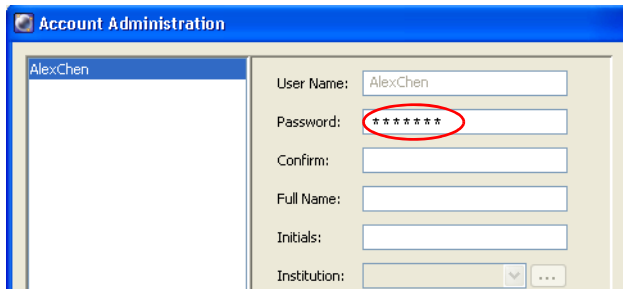 Account Administration
AlexChen
User Name: AlexChen
Password: *******
Confirm:
Full Name:
Initials:
Institution: ...